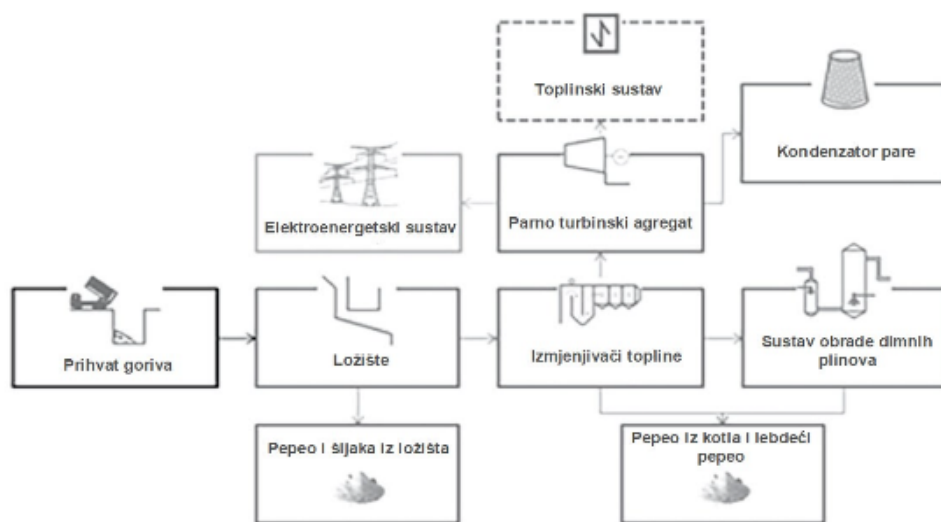 Toplinski sustav
Kondenzator pare
Elektroenergetski sustav
Parno turbinski agregat
Prihvat goriva
Ložište
Izmjenjivači topline
Sustav obrade dimnih
plinova
Pepeo i šljaka iz ložišta
Pepeo iz kotla i lebdeći
pepeo